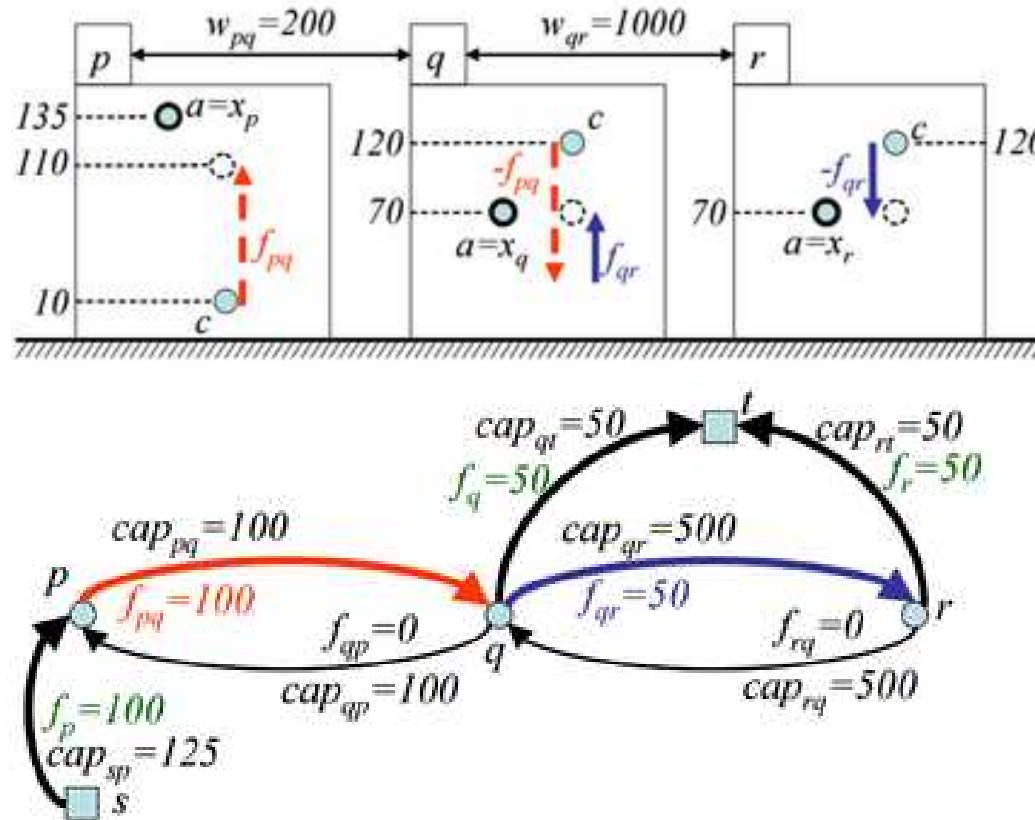 w_pq=200 w_qr=1000
p q r
135 a=x_p c c
110 120 -f_pq -f_qr 120
70 f_pq a=x_q f_qr 70 a=x_r
10 c
t
cap_qt=50 cap_rt=50
f_q=50 f_r=50
cap_pq=100 cap_qr=500
p f_pq=100 f_qr=50 r
f_qp=0 q f_rq=0
cap_qp=100 cap_rq=500
f_p=100
cap_sp=125
s